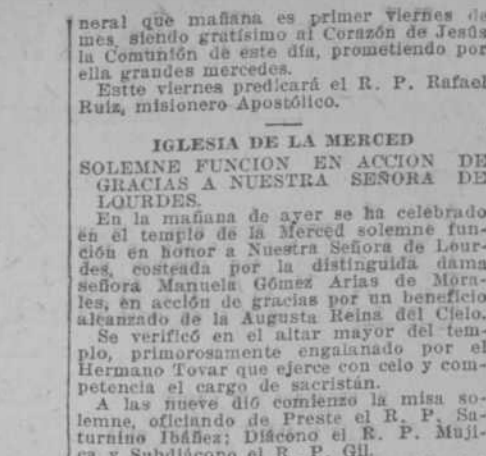 neral que mañana es primer viernes de
mes, siendo gratísimo al Corazón de Jesús
la Comunión de este día, prometiendo por
ella grandes mercedes.
Estte viernes predicará el R. P. Rafael
Ruiz, misionero Apostólico.
IGLESIA DE LA MERCED
SOLEMNE FUNCION EN ACCION DE
GRACIAS A NUESTRA SEÑORA DE
LOURDES.
En la mañana de ayer se ha celebrado
en el templo de la Merced solemne fun-
ción en honor a Nuestra Señora de Lour-
des, costeada por la distinguida dama
señora Manuela Gómez Arias de Mora-
les, en acción de gracias por un beneficio
alcanzado de la Augusta Reina del Cielo.
Se verificó en el altar mayor del tem-
plo, primorosamente engalanado por el
Hermano Tovar que ejerce con celo y com-
petencia el cargo de sacristán.
A las nueve dió comienzo la misa so-
lemne, oficiando de Preste el R. P. Sa-
turnino Ibáñez; Diácono el R. P. Muji-
ca y Subdiácono el R. P. Gil.